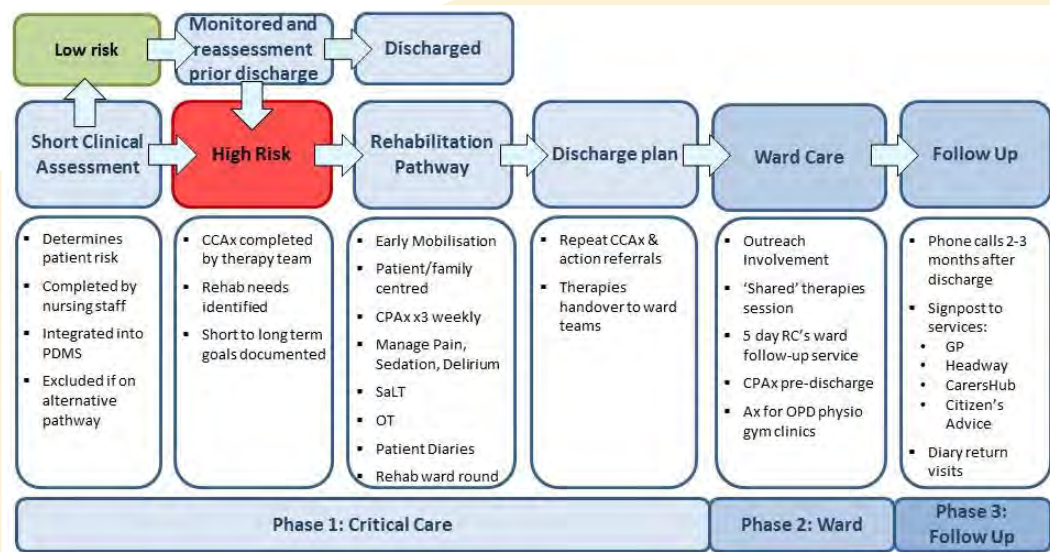 Low risk
Monitored and
reassessment
prior discharge
Discharged
Short Clinical
Assessment
High Risk
Rehabilitation
Pathway
Discharge plan
Ward Care
Follow Up
▪ Determines
patient risk
▪ Completed by
nursing staff
▪ Integrated into
PDMS
▪ Excluded if on
alternative
pathway
▪ CCAx completed
by therapy team
▪ Rehab needs
identified
▪ Short to long term
goals documented
▪ Early Mobilisation
▪ Patient/family
centred
▪ CPAx x3 weekly
▪ Manage Pain,
Sedation, Delirium
▪ SaLT
▪ OT
▪ Patient Diaries
▪ Rehab ward round
▪ Repeat CCAx &
action referrals
▪ Therapies
handover to ward
teams
▪ Outreach
Involvement
▪ ‘Shared’ therapies
session
▪ 5 day RC’s ward
follow-up service
▪ CPAx pre-discharge
▪ Ax for OPD physio
gym clinics
▪ Phone calls 2-3
months after
discharge
▪ Signpost to
services:
• GP
• Headway
• CarersHub
• Citizen’s
Advice
▪ Diary return
visits
Phase 1: Critical Care
Phase 2: Ward
Phase 3:
Follow Up